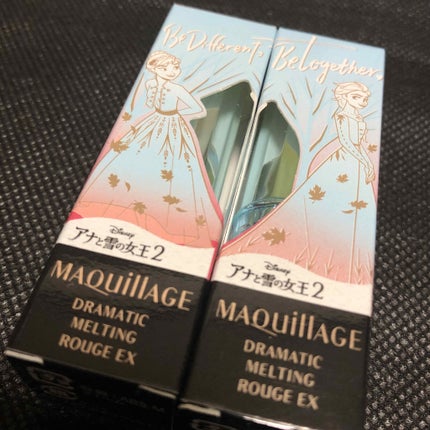 Be Different,
Disney
アナと雪の女王2
MAQuillAGE
DRAMATIC
MELTING
ROUGE EX
Be Together.
Disney
アナと雪の女王2
MAQuillAGE
DRAMATIC
MELTING
ROUGE EX